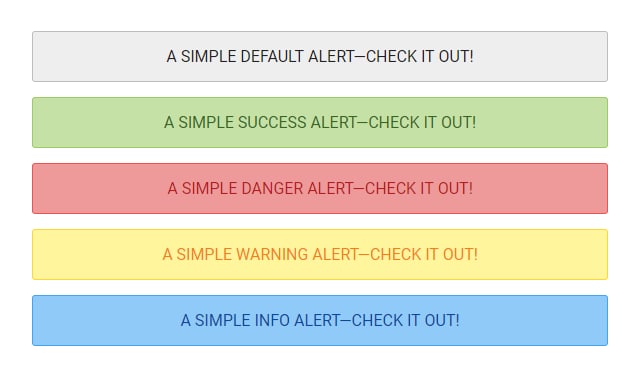 A SIMPLE DEFAULT ALERT—CHECK IT OUT!
A SIMPLE SUCCESS ALERT—CHECK IT OUT!
A SIMPLE DANGER ALERT—CHECK IT OUT!
A SIMPLE WARNING ALERT—CHECK IT OUT!
A SIMPLE INFO ALERT—CHECK IT OUT!